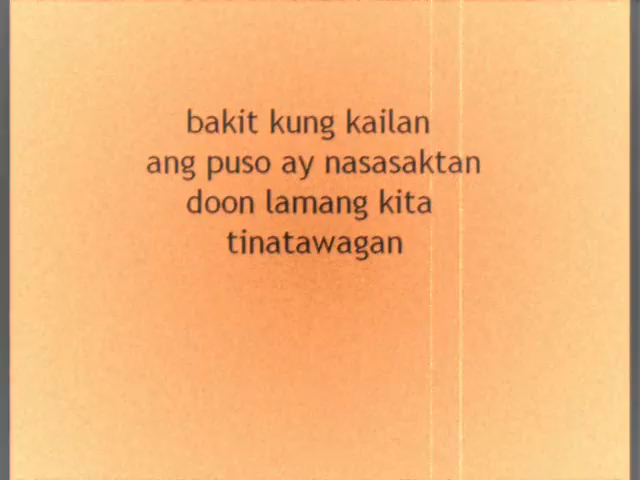 bakit kung kailan
ang puso ay nasasaktan
doon lamang kita
tinatawagan